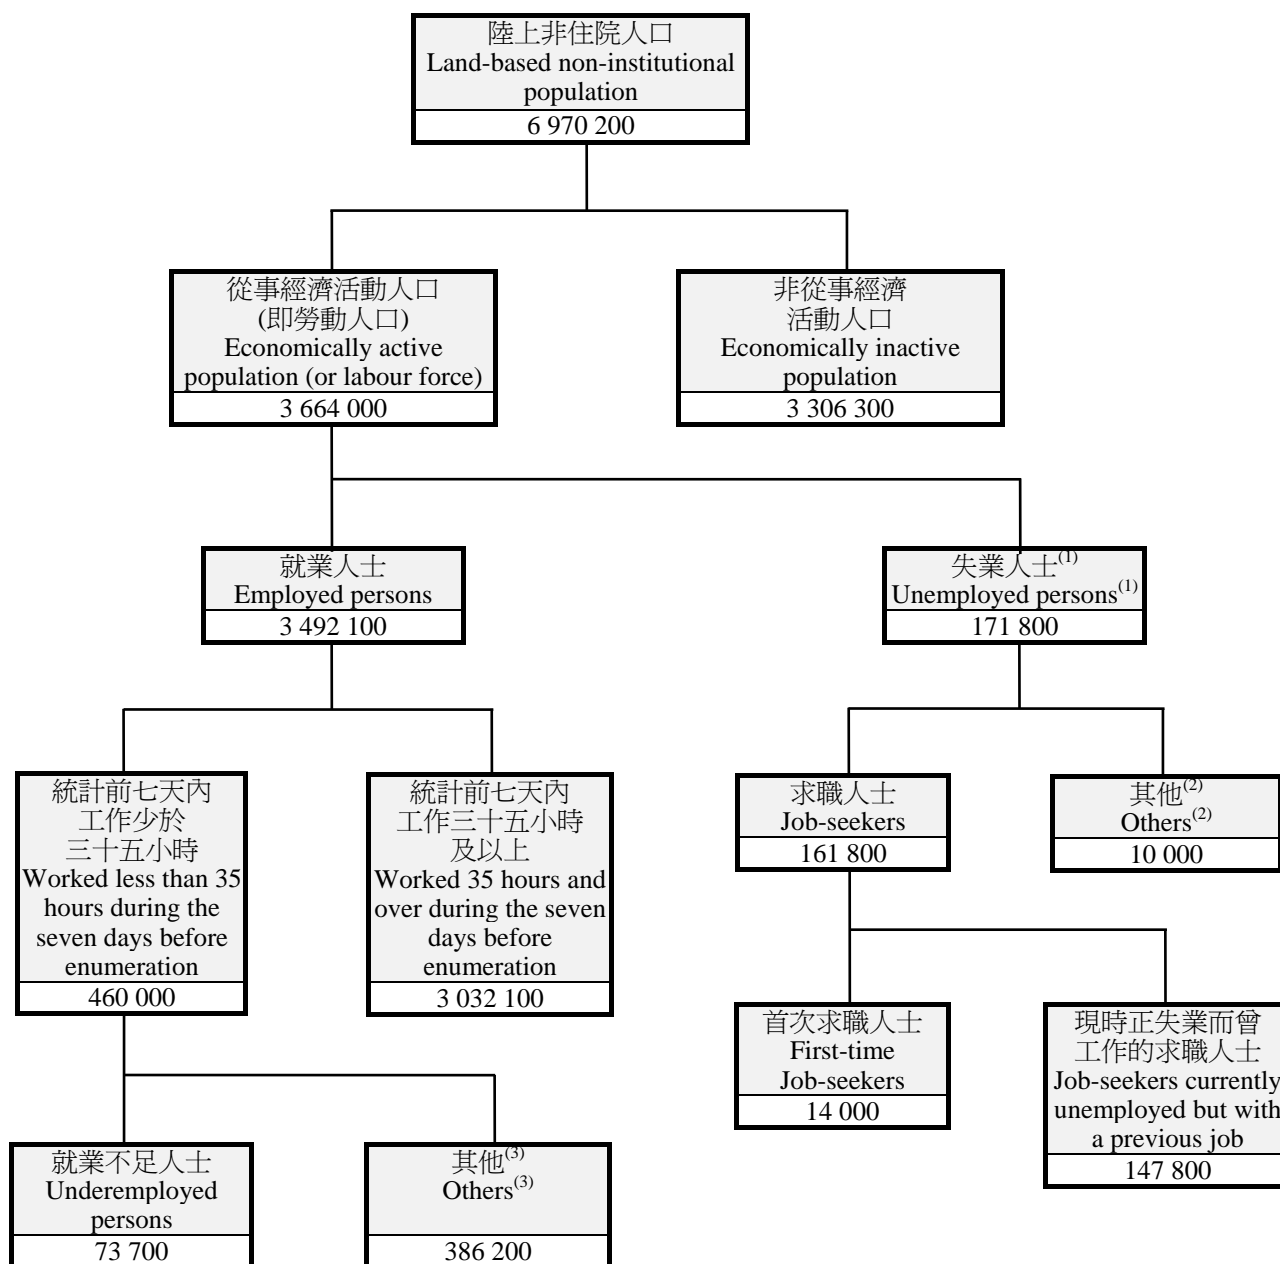 陸上非住院人口
Land-based non-institutional
population
6 970 200
從事經濟活動人口
(即勞動人口)
Economically active
population (or labour force)
3 664 000
非從事經濟
活動人口
Economically inactive
population
3 306 300
就業人士
Employed persons
3 492 100
失業人士(1)
Unemployed persons(1)
171 800
統計前七天內
工作少於
三十五小時
Worked less than 35
hours during the
seven days before
enumeration
460 000
統計前七天內
工作三十五小時
及以上
Worked 35 hours and
over during the seven
days before
enumeration
3 032 100
求職人士
Job-seekers
161 800
其他(2)
Others(2)
10 000
首次求職人士
First-time
Job-seekers
14 000
現時正失業而曾
工作的求職人士
Job-seekers currently
unemployed but with
a previous job
147 800
就業不足人士
Underemployed
persons
73 700
其他(3)
Others(3)
386 200